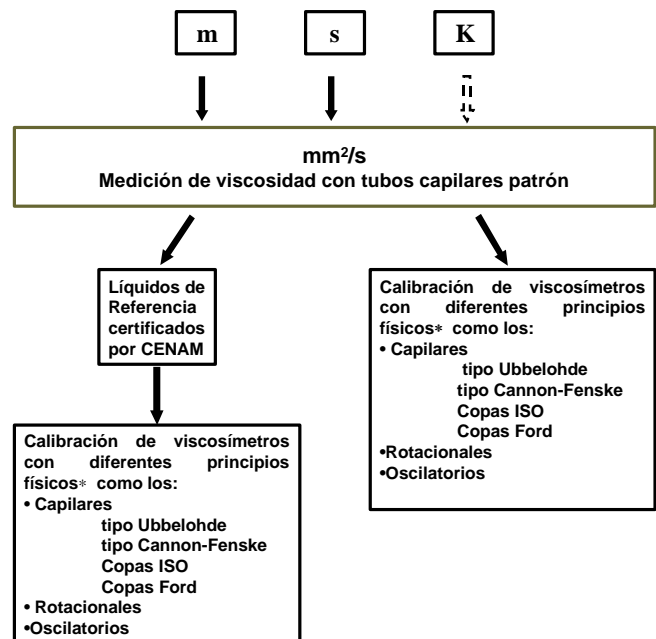 m
s
K
mm²/s
Medición de viscosidad con tubos capilares patrón
Líquidos de
Referencia
certificados
por CENAM
Calibración de viscosímetros
con diferentes principios
físicos* como los:
• Capilares
tipo Ubbelohde
tipo Cannon-Fenske
Copas ISO
Copas Ford
•Rotacionales
•Oscilatorios
Calibración de viscosímetros
con diferentes principios
físicos* como los:
• Capilares
tipo Ubbelohde
tipo Cannon-Fenske
Copas ISO
Copas Ford
• Rotacionales
•Oscilatorios